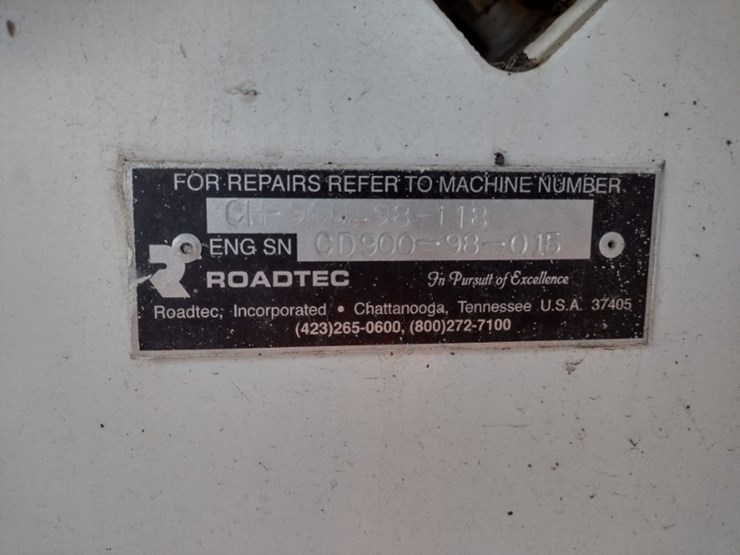 FOR REPAIRS REFER TO MACHINE NUMBER
ENG SN CD900-98-015
ROADTEC In Pursuit of Excellence
Roadtec, Incorporated • Chattanooga, Tennessee U.S.A. 37405
(423)265-0600, (800)272-7100